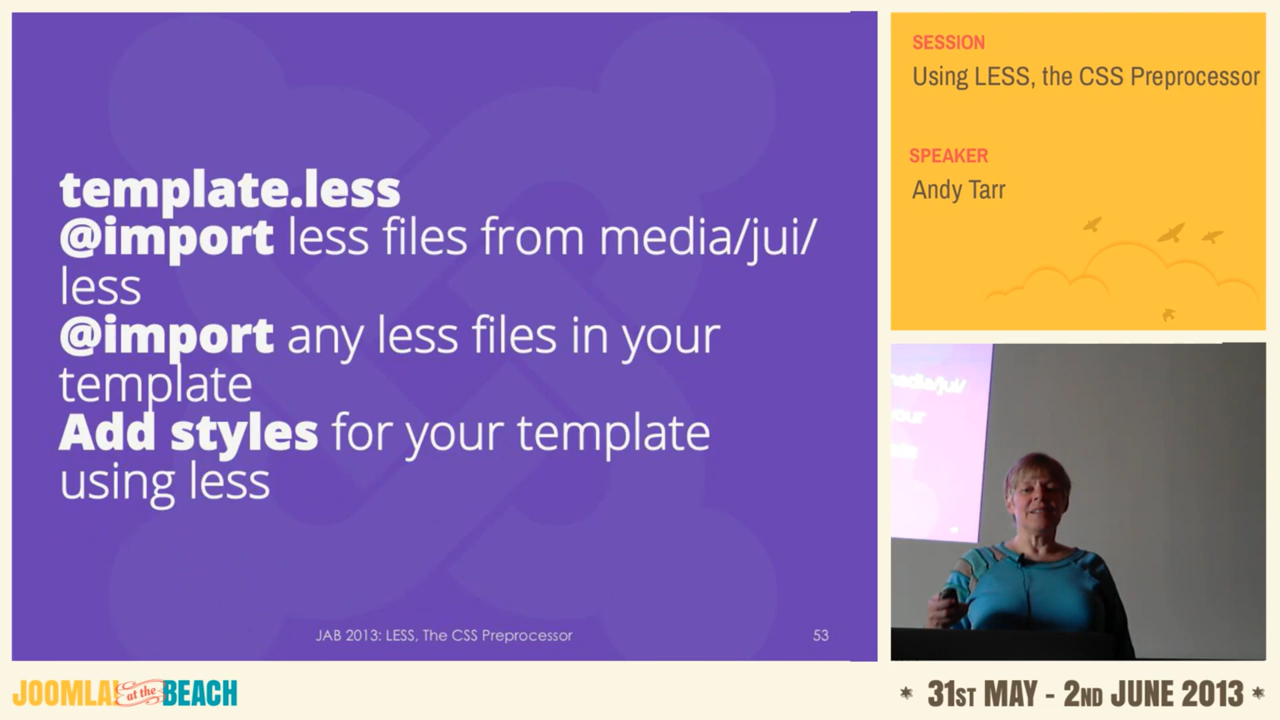 template.less
@import less files from media/jui/
less
@import any less files in your
template
Add styles for your template
using less
JAB 2013: LESS, The CSS Preprocessor
53
SESSION
Using LESS, the CSS Preprocessor
SPEAKER
Andy Tarr
media/jui/
JOOMLA! at the BEACH
* 31ST MAY - 2ND JUNE 2013 *